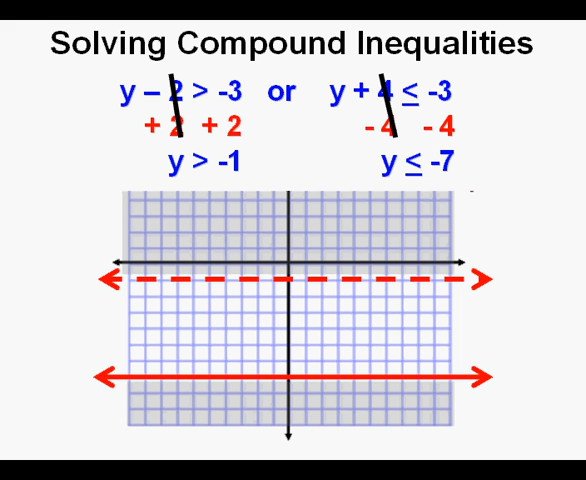 Solving Compound Inequalities
y – 2 > -3 or y + 4 ≤ -3
+ 2 + 2 - 4 - 4
y > -1 y ≤ -7